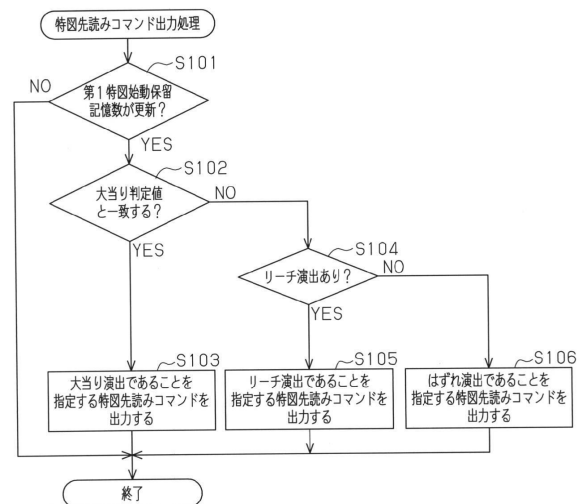 特図先読みコマンド出力処理
S101
NO
第1特図始動保留
記憶数が更新?
YES
S102
大当り判定値
と一致する?
NO
YES
S104
リーチ演出あり?
NO
YES
S103
大当り演出であることを
指定する特図先読みコマンドを
出力する
S105
リーチ演出であることを
指定する特図先読みコマンドを
出力する
S106
はずれ演出であることを
指定する特図先読みコマンドを
出力する
終了